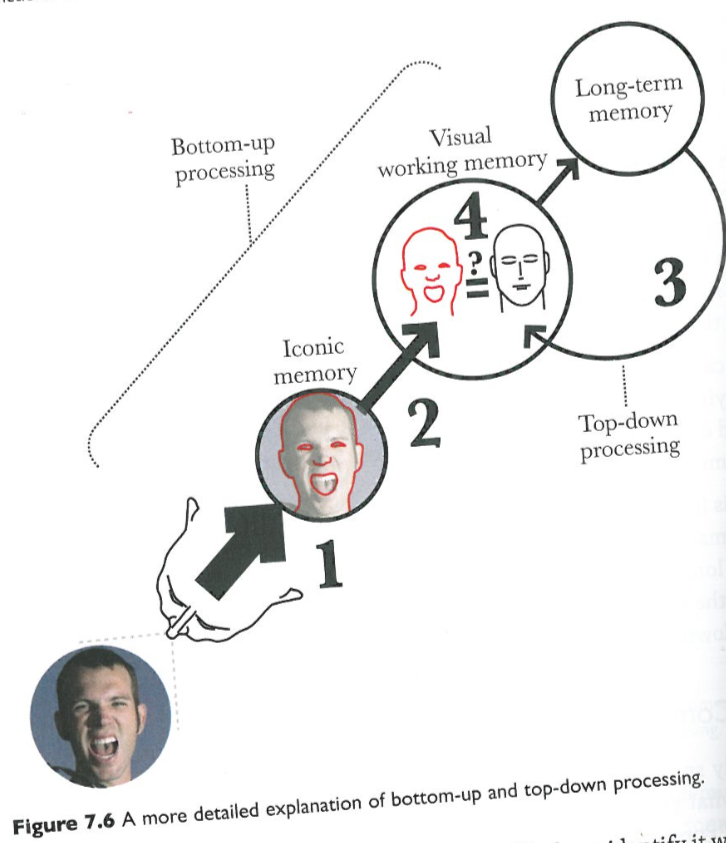 Long-term
memory
Visual
working memory
Bottom-up
processing
4
?
=
3
Iconic
memory
2
Top-down
processing
1
Figure 7.6 A more detailed explanation of bottom-up and top-down processing.